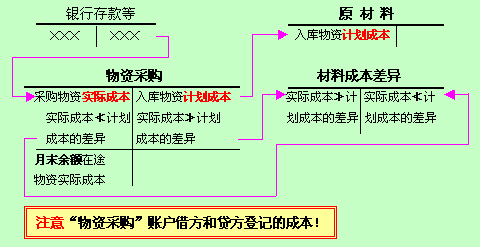 银行存款等
××× ×××
原 材 料
入库物资计划成本
物资采购
采购物资实际成本 入库物资计划成本
实际成本<计划 实际成本>计划
成本的差异 成本的差异
月末余额在途
物资实际成本
材料成本差异
实际成本>计 实际成本<计
划成本的差异 划成本的差异
注意“物资采购”账户借方和贷方登记的成本!